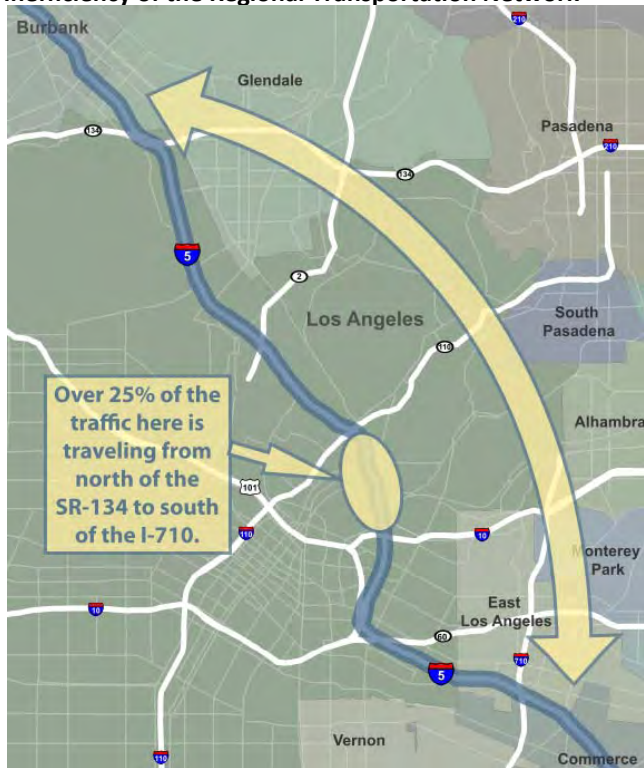 Inefficiency of the Regional Transportation Network
Burbank
210
Glendale
Pasadena
134
210
134
5
2
Los Angeles
South
Pasadena
110
Over 25% of the
traffic here is
traveling from
north of the
SR-134 to south
of the I-710.
Alhambra
101
110
10
Monterey
Park
East
Los Angeles
10
60
710
5
Vernon
110
Commerce